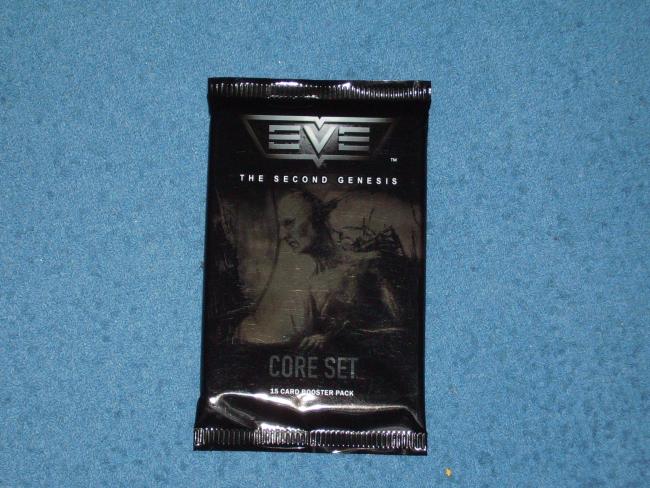 EVE
™
THE SECOND GENESIS
CORE SET
15 CARD BOOSTER PACK